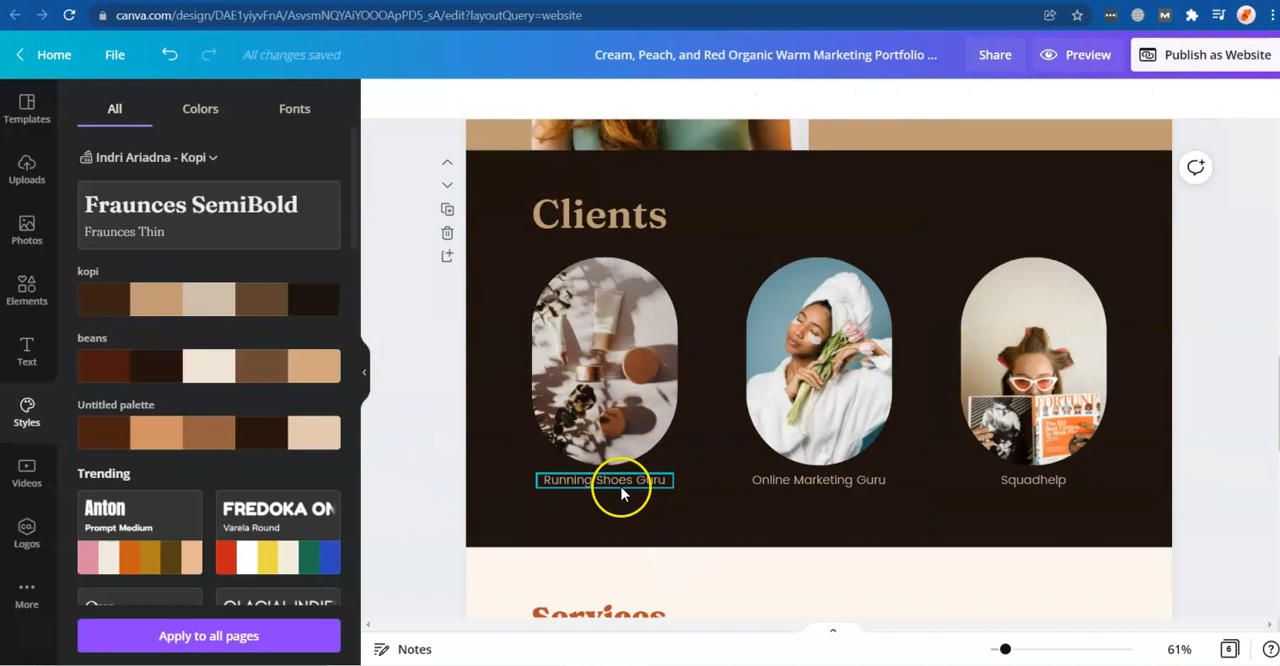 canva.com/design/DAE1yiyvFnA/AsvsmNQYAiYOOOApPD5_sA/edit?layoutQuery=website
Home File All changes saved Cream, Peach, and Red Organic Warm Marketing Portfolio ... Share Preview Publish as Website
Templates
Uploads
Photos
Elements
Text
Styles
Videos
Logos
More
All Colors Fonts
Indri Ariadna - Kopi
Fraunces SemiBold
Fraunces Thin
kopi
beans
Untitled palette
Trending
Anton
Prompt Medium
FREDOKA ON
Varela Round
Apply to all pages
Clients
FORTUNE
Running Shoes Guru
Online Marketing Guru
Squadhelp
Services
Notes
61%
6